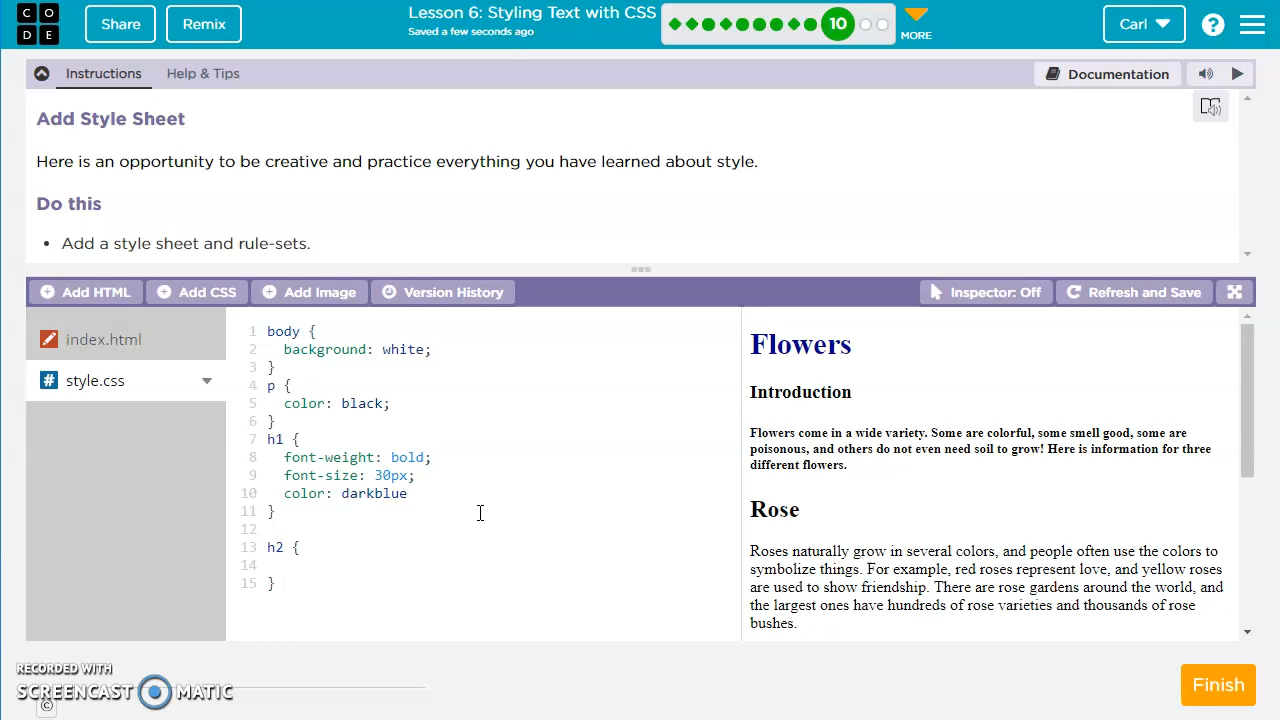 CODE
Share
Remix
Lesson 6: Styling Text with CSS
Saved a few seconds ago
10
MORE
Carl
?
Instructions
Help & Tips
Documentation
Add Style Sheet
Here is an opportunity to be creative and practice everything you have learned about style.
Do this
• Add a style sheet and rule-sets.
Add HTML
Add CSS
Add Image
Version History
Inspector: Off
Refresh and Save
index.html
# style.css
1 body {
2 background: white;
3 }
4 p {
5 color: black;
6 }
7 h1 {
8 font-weight: bold;
9 font-size: 30px;
10 color: darkblue
11 }
12
13 h2 {
14
15 }
Flowers
Introduction
Flowers come in a wide variety. Some are colorful, some smell good, some are
poisonous, and others do not even need soil to grow! Here is information for three
different flowers.
Rose
Roses naturally grow in several colors, and people often use the colors to
symbolize things. For example, red roses represent love, and yellow roses
are used to show friendship. There are rose gardens around the world, and
the largest ones have hundreds of rose varieties and thousands of rose
bushes.
RECORDED WITH
SCREENCAST MATIC
©
Finish